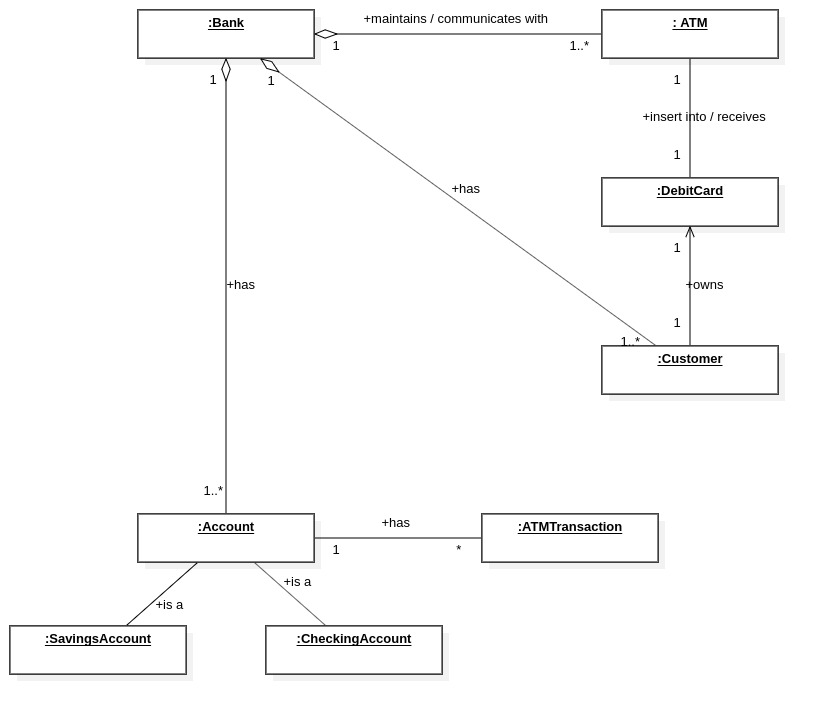 :Bank
+maintains / communicates with
: ATM
1
1..*
1
1
1
+insert into / receives
1
:DebitCard
+has
1
+has
+owns
1
1..*
:Customer
1..*
:Account
+has
:ATMTransaction
1
*
+is a
+is a
:SavingsAccount
:CheckingAccount